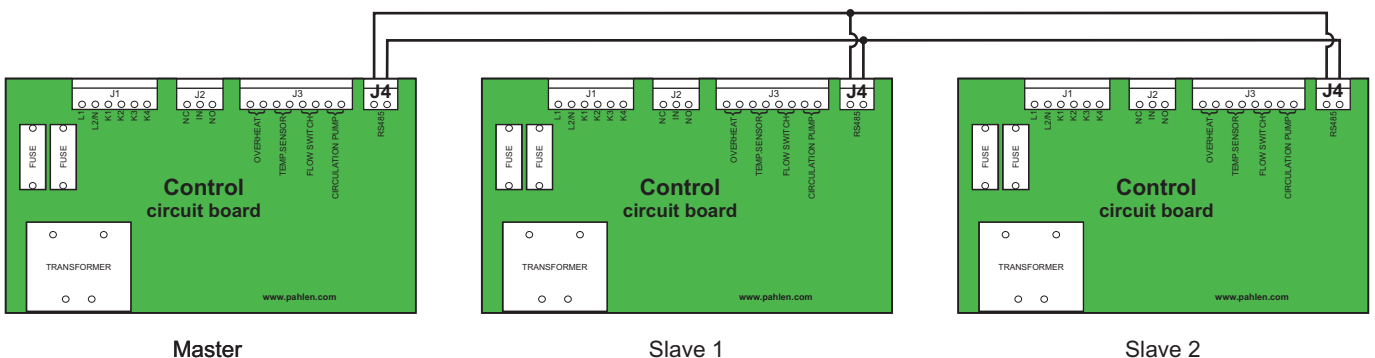 J1 J2 J3 J4
L1 L2/N K1 K2 K3 K4 NC IN NO OVERHEAT TEMP.SENSOR FLOW SWITCH CIRCULATION PUMP RS485
FUSE FUSE
Control
circuit board
TRANSFORMER
www.pahlen.com
Master
J1 J2 J3 J4
L1 L2/N K1 K2 K3 K4 NC IN NO OVERHEAT TEMP.SENSOR FLOW SWITCH CIRCULATION PUMP RS485
FUSE FUSE
Control
circuit board
TRANSFORMER
www.pahlen.com
Slave 1
J1 J2 J3 J4
L1 L2/N K1 K2 K3 K4 NC IN NO OVERHEAT TEMP.SENSOR FLOW SWITCH CIRCULATION PUMP RS485
FUSE FUSE
Control
circuit board
TRANSFORMER
www.pahlen.com
Slave 2